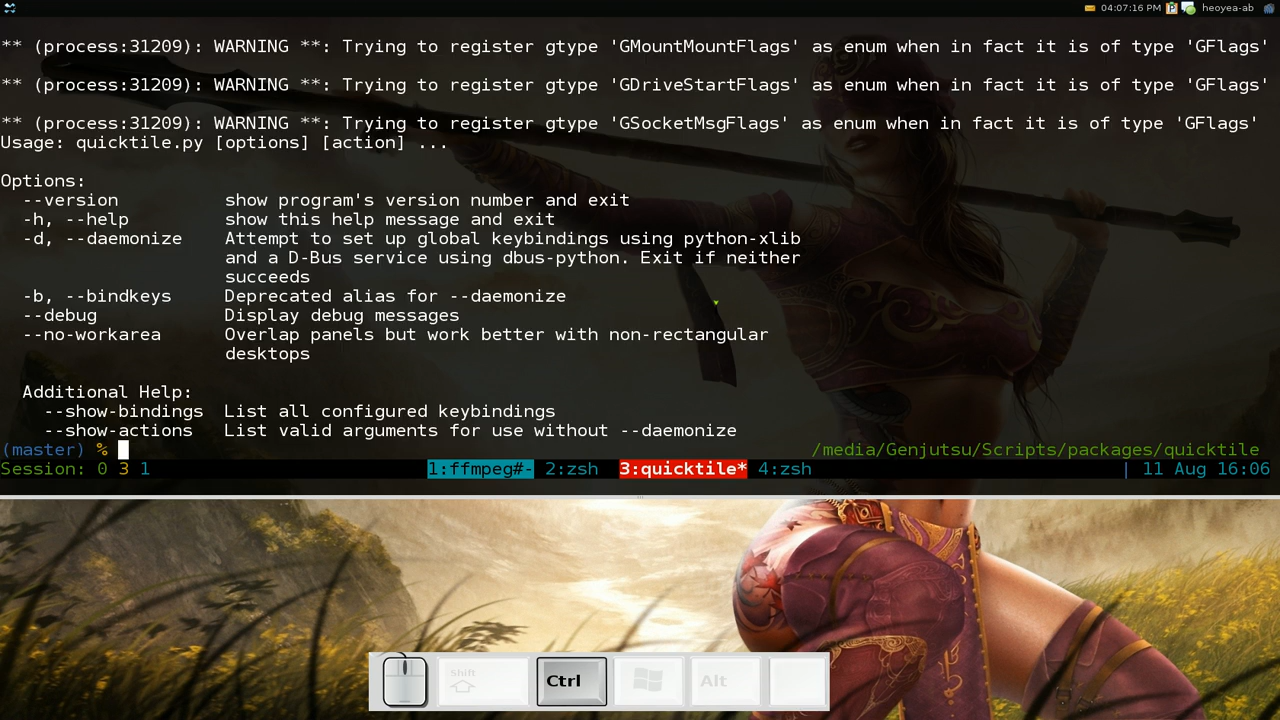 04:07:16 PM heoyea-ab
** (process:31209): WARNING **: Trying to register gtype 'GMountMountFlags' as enum when in fact it is of type 'GFlags'
** (process:31209): WARNING **: Trying to register gtype 'GDriveStartFlags' as enum when in fact it is of type 'GFlags'
** (process:31209): WARNING **: Trying to register gtype 'GSocketMsgFlags' as enum when in fact it is of type 'GFlags'
Usage: quicktile.py [options] [action] ...
Options:
--version show program's version number and exit
-h, --help show this help message and exit
-d, --daemonize Attempt to set up global keybindings using python-xlib
and a D-Bus service using dbus-python. Exit if neither
succeeds
-b, --bindkeys Deprecated alias for --daemonize
--debug Display debug messages
--no-workarea Overlap panels but work better with non-rectangular
desktops
Additional Help:
--show-bindings List all configured keybindings
--show-actions List valid arguments for use without --daemonize
(master) % /media/Genjutsu/Scripts/packages/quicktile
Session: 0 3 1 1:ffmpeg#- 2:zsh 3:quicktile* 4:zsh | 11 Aug 16:06
Shift Ctrl Alt